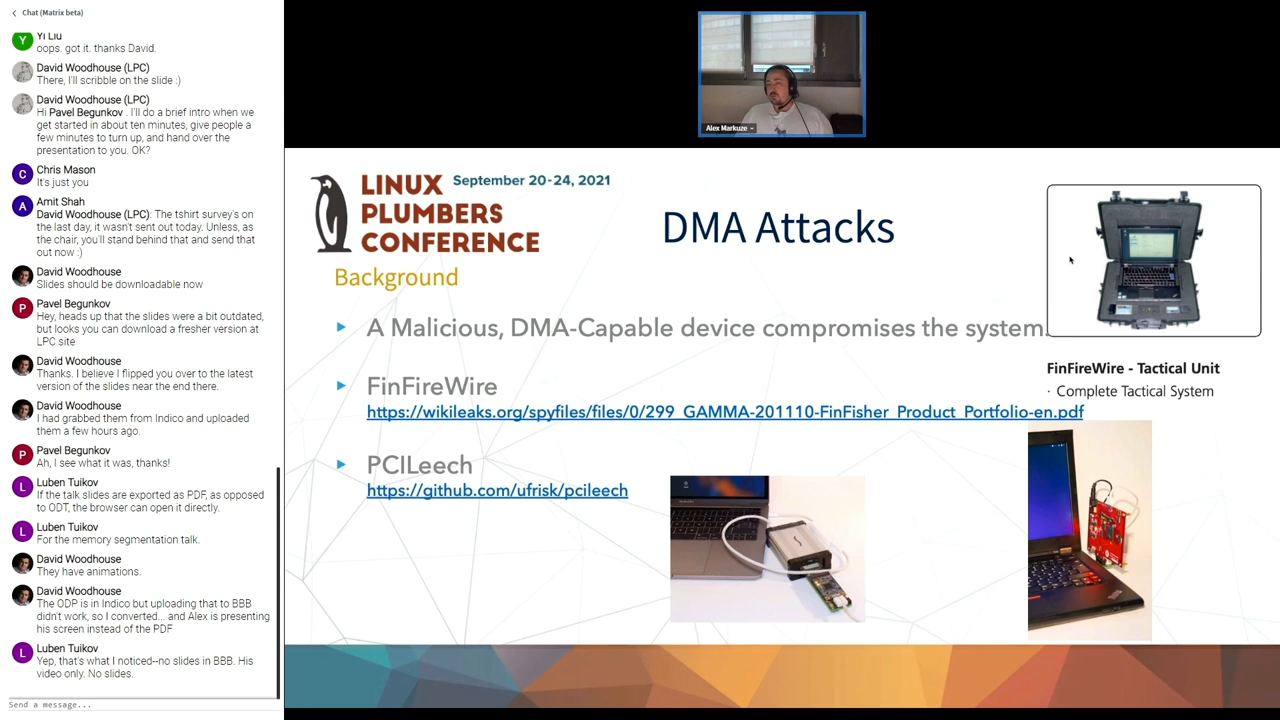 Chat (Matrix beta)
Yi Liu
oops. got it. thanks David.
David Woodhouse (LPC)
There, I'll scribble on the slide :)
David Woodhouse (LPC)
Hi Pavel Begunkov . I'll do a brief intro when we
get started in about ten minutes, give people a
few minutes to turn up, and hand over the
presentation to you. OK?
Chris Mason
It's just you
Amit Shah
David Woodhouse (LPC): The tshirt survey's on
the last day, it wasn't sent out today. Unless, as
the chair, you'll stand behind that and send that
out now :)
David Woodhouse
Slides should be downloadable now
Pavel Begunkov
Hey, heads up that the slides were a bit outdated,
but looks you can download a fresher version at
LPC site
David Woodhouse
Thanks. I believe I flipped you over to the latest
version of the slides near the end there.
David Woodhouse
I had grabbed them from Indico and uploaded
them a few hours ago.
Pavel Begunkov
Ah, I see what it was, thanks!
Luben Tuikov
If the talk slides are exported as PDF, as opposed
to ODT, the browser can open it directly.
Luben Tuikov
For the memory segmentation talk.
David Woodhouse
They have animations.
David Woodhouse
The ODP is in Indico but uploading that to BBB
didn't work, so I converted... and Alex is presenting
his screen instead of the PDF
Luben Tuikov
Yep, that's what I noticed—no slides in BBB. His
video only. No slides.
Send a message...
Alex Markuze
LINUX
PLUMBERS
CONFERENCE
September 20-24, 2021
DMA Attacks
Background
A Malicious, DMA-Capable device compromises the system.
FinFireWire
https://wikileaks.org/spyfiles/files/0/299_GAMMA-201110-FinFisher_Product_Portfolio-en.pdf
PCILeech
https://github.com/ufrisk/pcileech
FinFireWire - Tactical Unit
· Complete Tactical System